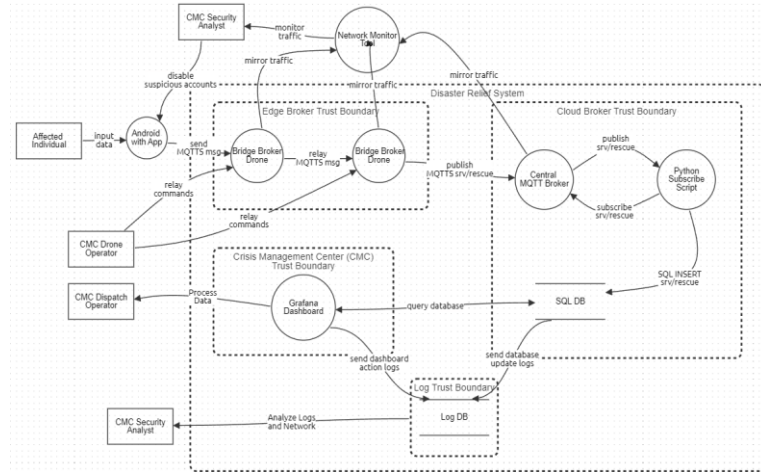 CMC Security
Analyst
monitor
traffic
Network Monitor
Tool
mirror traffic
mirror traffic
mirror traffic
disable
suspicious accounts
Disaster Relief System
Edge Broker Trust Boundary
Cloud Broker Trust Boundary
Affected
Individual
input
data
Android
with App
send
MQTTS msg
Bridge Broker
Drone
relay
MQTTS msg
Bridge Broker
Drone
publish
MQTTS srv/rescue
Central
MQTT Broker
publish
srv/rescue
subscribe
srv/rescue
Python
Subscribe
Script
relay
commands
relay
commands
CMC Drone
Operator
Crisis Management Center (CMC)
Trust Boundary
SQL INSERT
srv/rescue
CMC Dispatch
Operator
Process
Data
Grafana
Dashboard
query database
SQL DB
send dashboard
action logs
send database
update logs
Log Trust Boundary
Log DB
CMC Security
Analyst
Analyze Logs
and Network